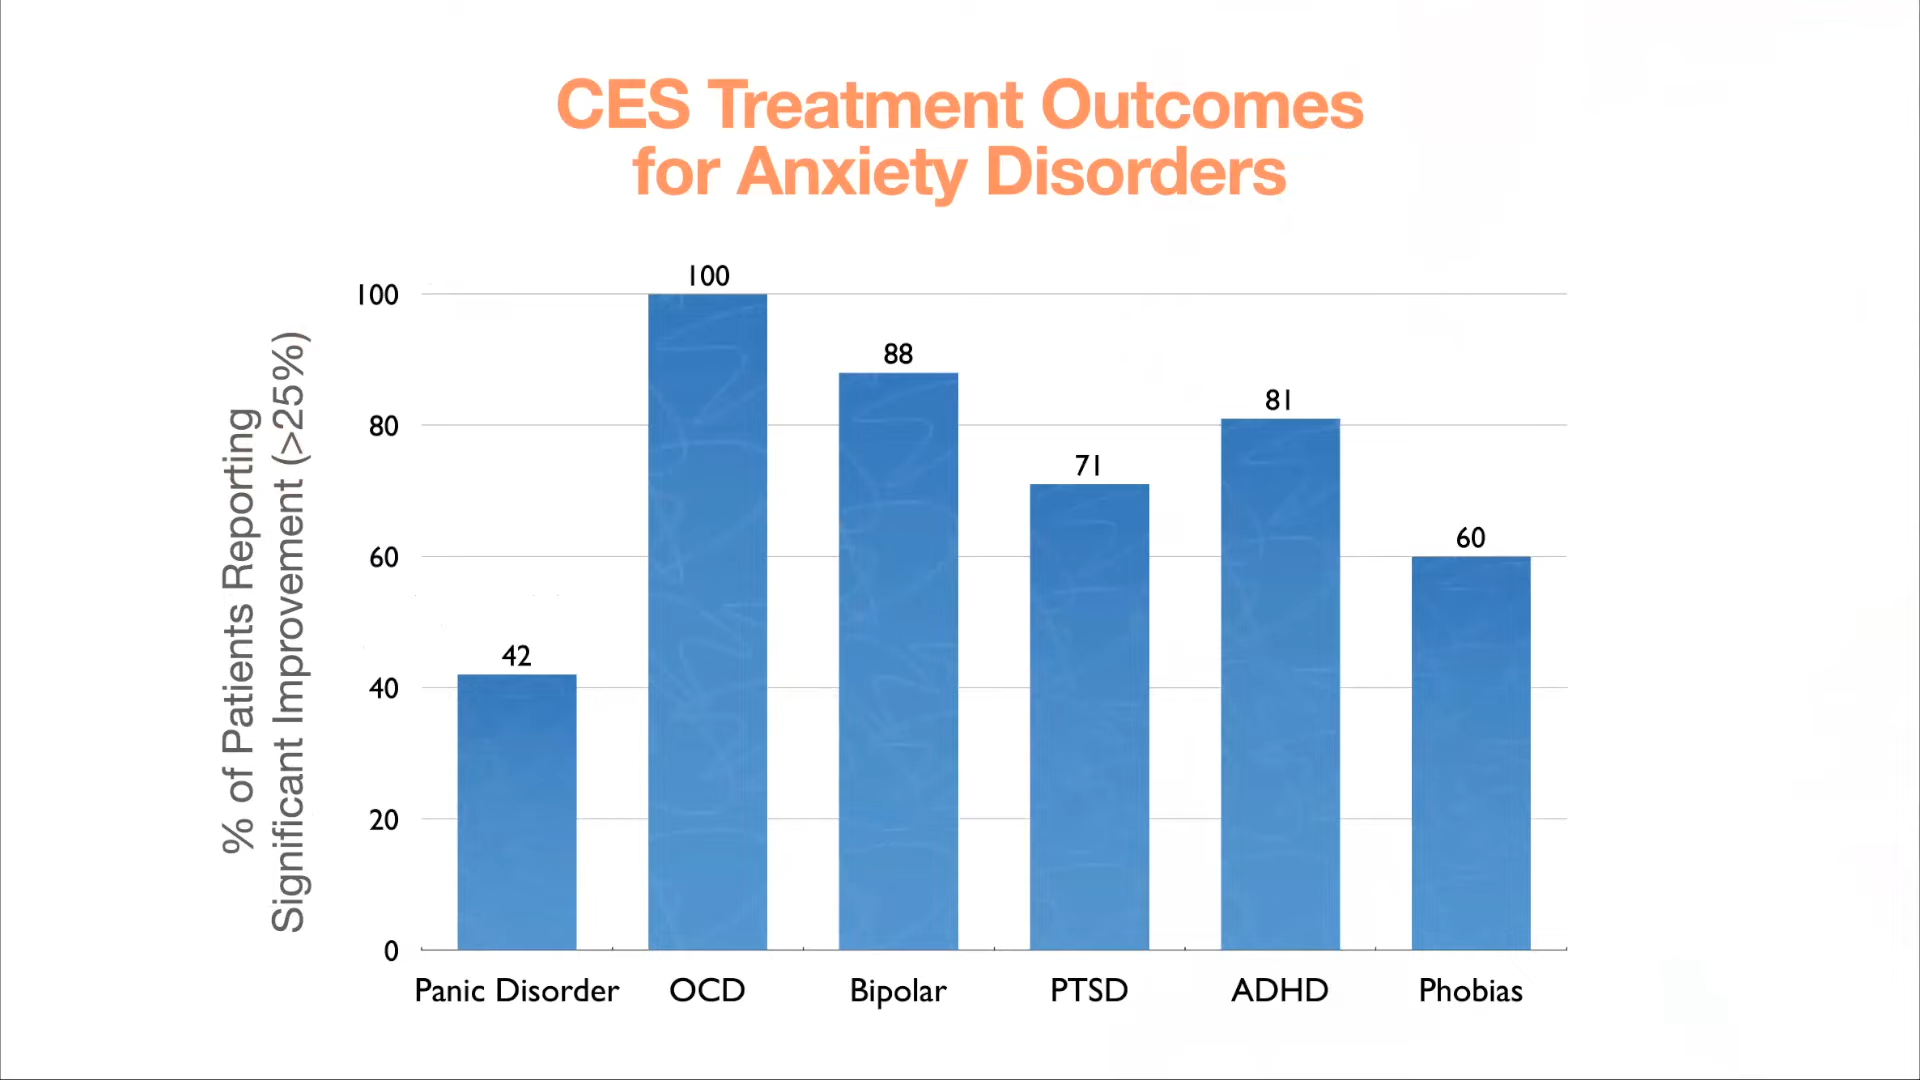 CES Treatment Outcomes
for Anxiety Disorders
% of Patients Reporting
Significant Improvement (>25%)
100
80
60
40
20
0
42
100
88
71
81
60
Panic Disorder
OCD
Bipolar
PTSD
ADHD
Phobias